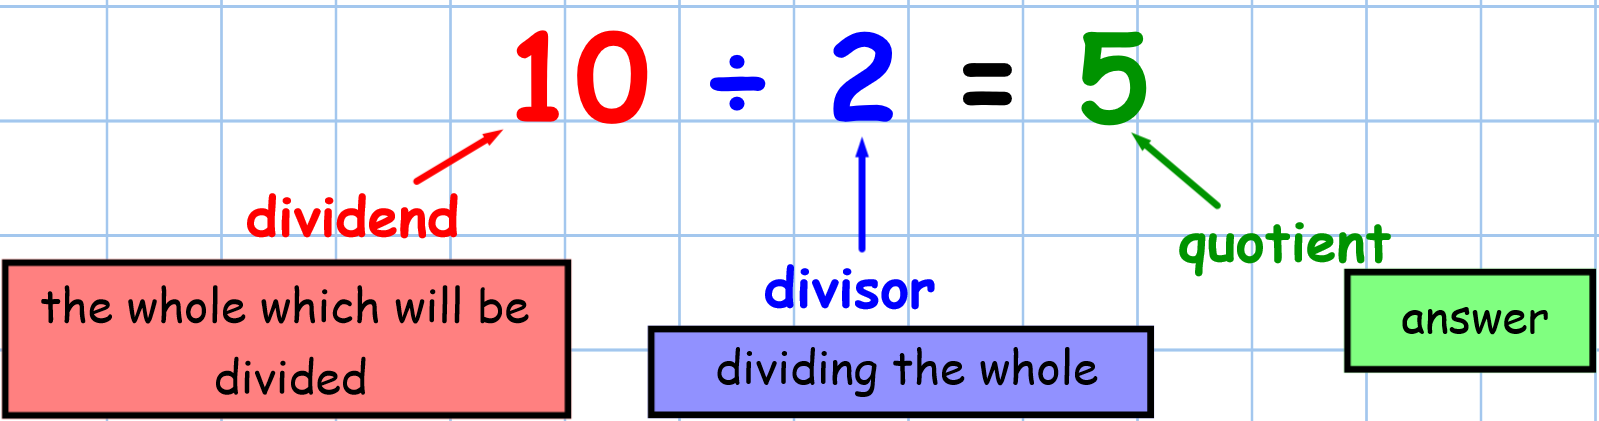 10 ÷ 2 = 5
dividend
quotient
divisor
the whole which will be
divided
dividing the whole
answer